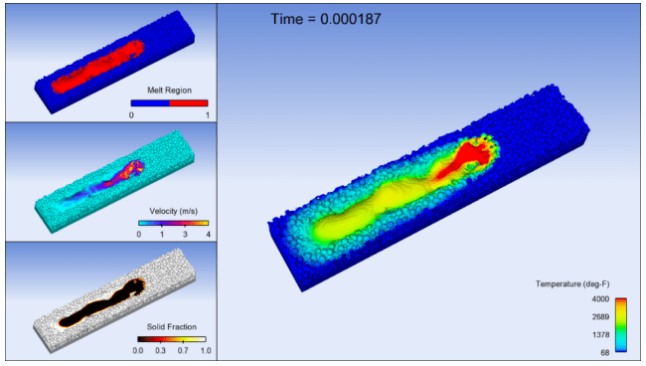 Time = 0.000187
Melt Region
0 1
Velocity (m/s)
0 1 3 4
Solid Fraction
0.0 0.3 0.7 1.0
Temperature (deg-F)
4000
2689
1378
68